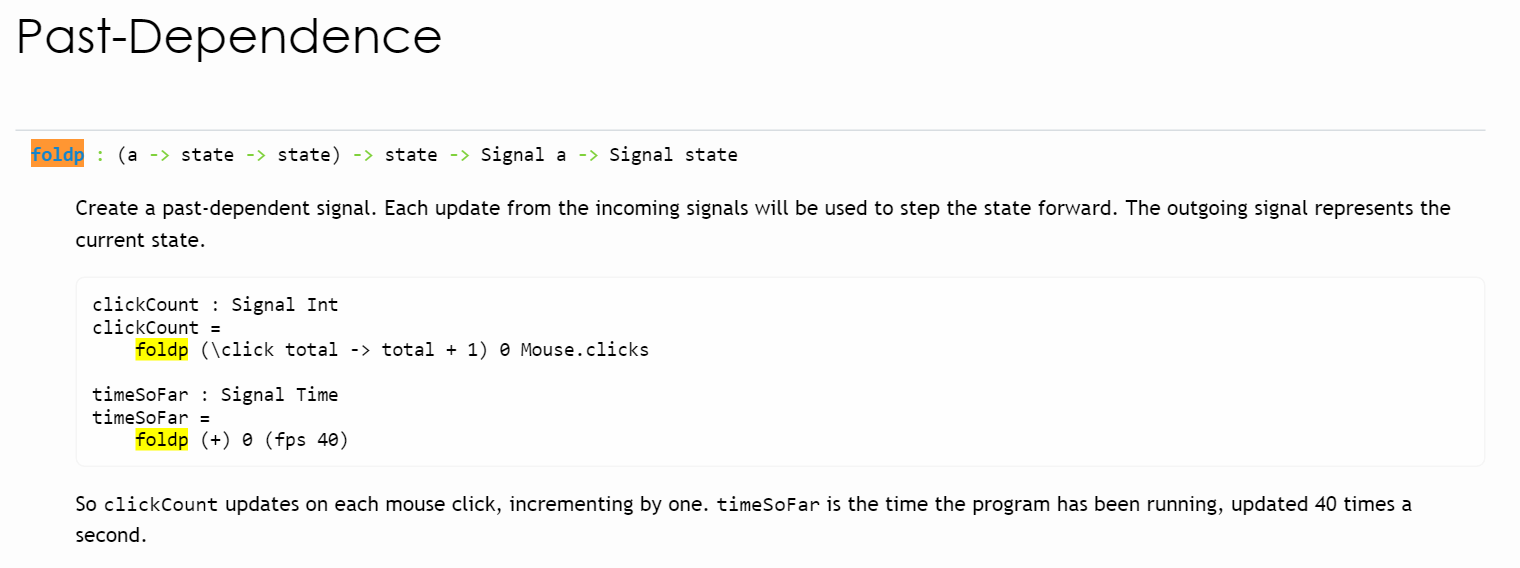 Past-Dependence
foldp : (a -> state -> state) -> state -> Signal a -> Signal state
Create a past-dependent signal. Each update from the incoming signals will be used to step the state forward. The outgoing signal represents the
current state.
clickCount : Signal Int
clickCount =
    foldp (\click total -> total + 1) 0 Mouse.clicks
timeSoFar : Signal Time
timeSoFar =
    foldp (+) 0 (fps 40)
So clickCount updates on each mouse click, incrementing by one. timeSoFar is the time the program has been running, updated 40 times a
second.